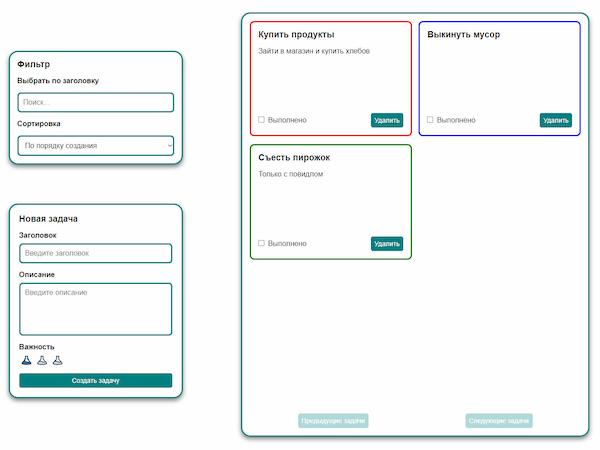 Фильтр
Выбрать по заголовку
Поиск...
Сортировка
По порядку создания
Новая задача
Заголовок
Введите заголовок
Описание
Введите описание
Важность
Создать задачу
Купить продукты
Зайти в магазин и купить хлебов
Выполнено
Удалить
Выкинуть мусор
Выполнено
Удалить
Съесть пирожок
Только с повидлом
Выполнено
Удалить
Предыдущие задачи
Следующие задачи